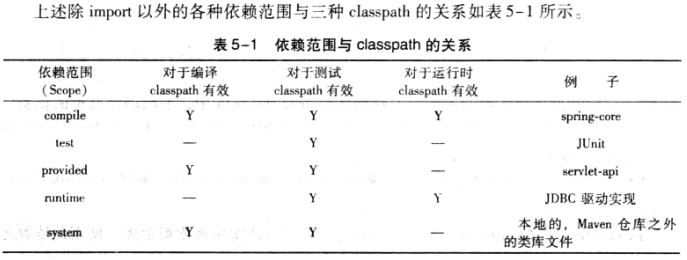 上述除 import 以外的各种依赖范围与三种 classpath 的关系如表5-1 所示。
表5-1 依赖范围与 classpath 的关系
依赖范围 (Scope) 对于编译 classpath 有效 对于测试 classpath 有效 对于运行时 classpath 有效 例 子
compile Y Y Y spring-core
test — Y — JUnit
provided Y Y — servlet-api
runtime — Y Y JDBC 驱动实现
system Y Y — 本地的，Maven 仓库之外的类库文件